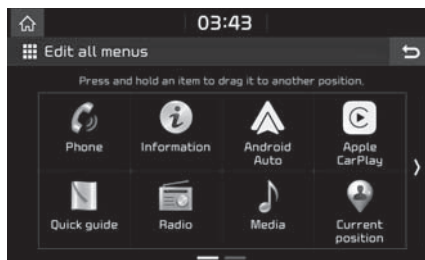 03:43
Edit all menus
Press and hold an item to drag it to another position.
Phone
Information
Android
Auto
Apple
CarPlay
Quick guide
Radio
Media
Current
position